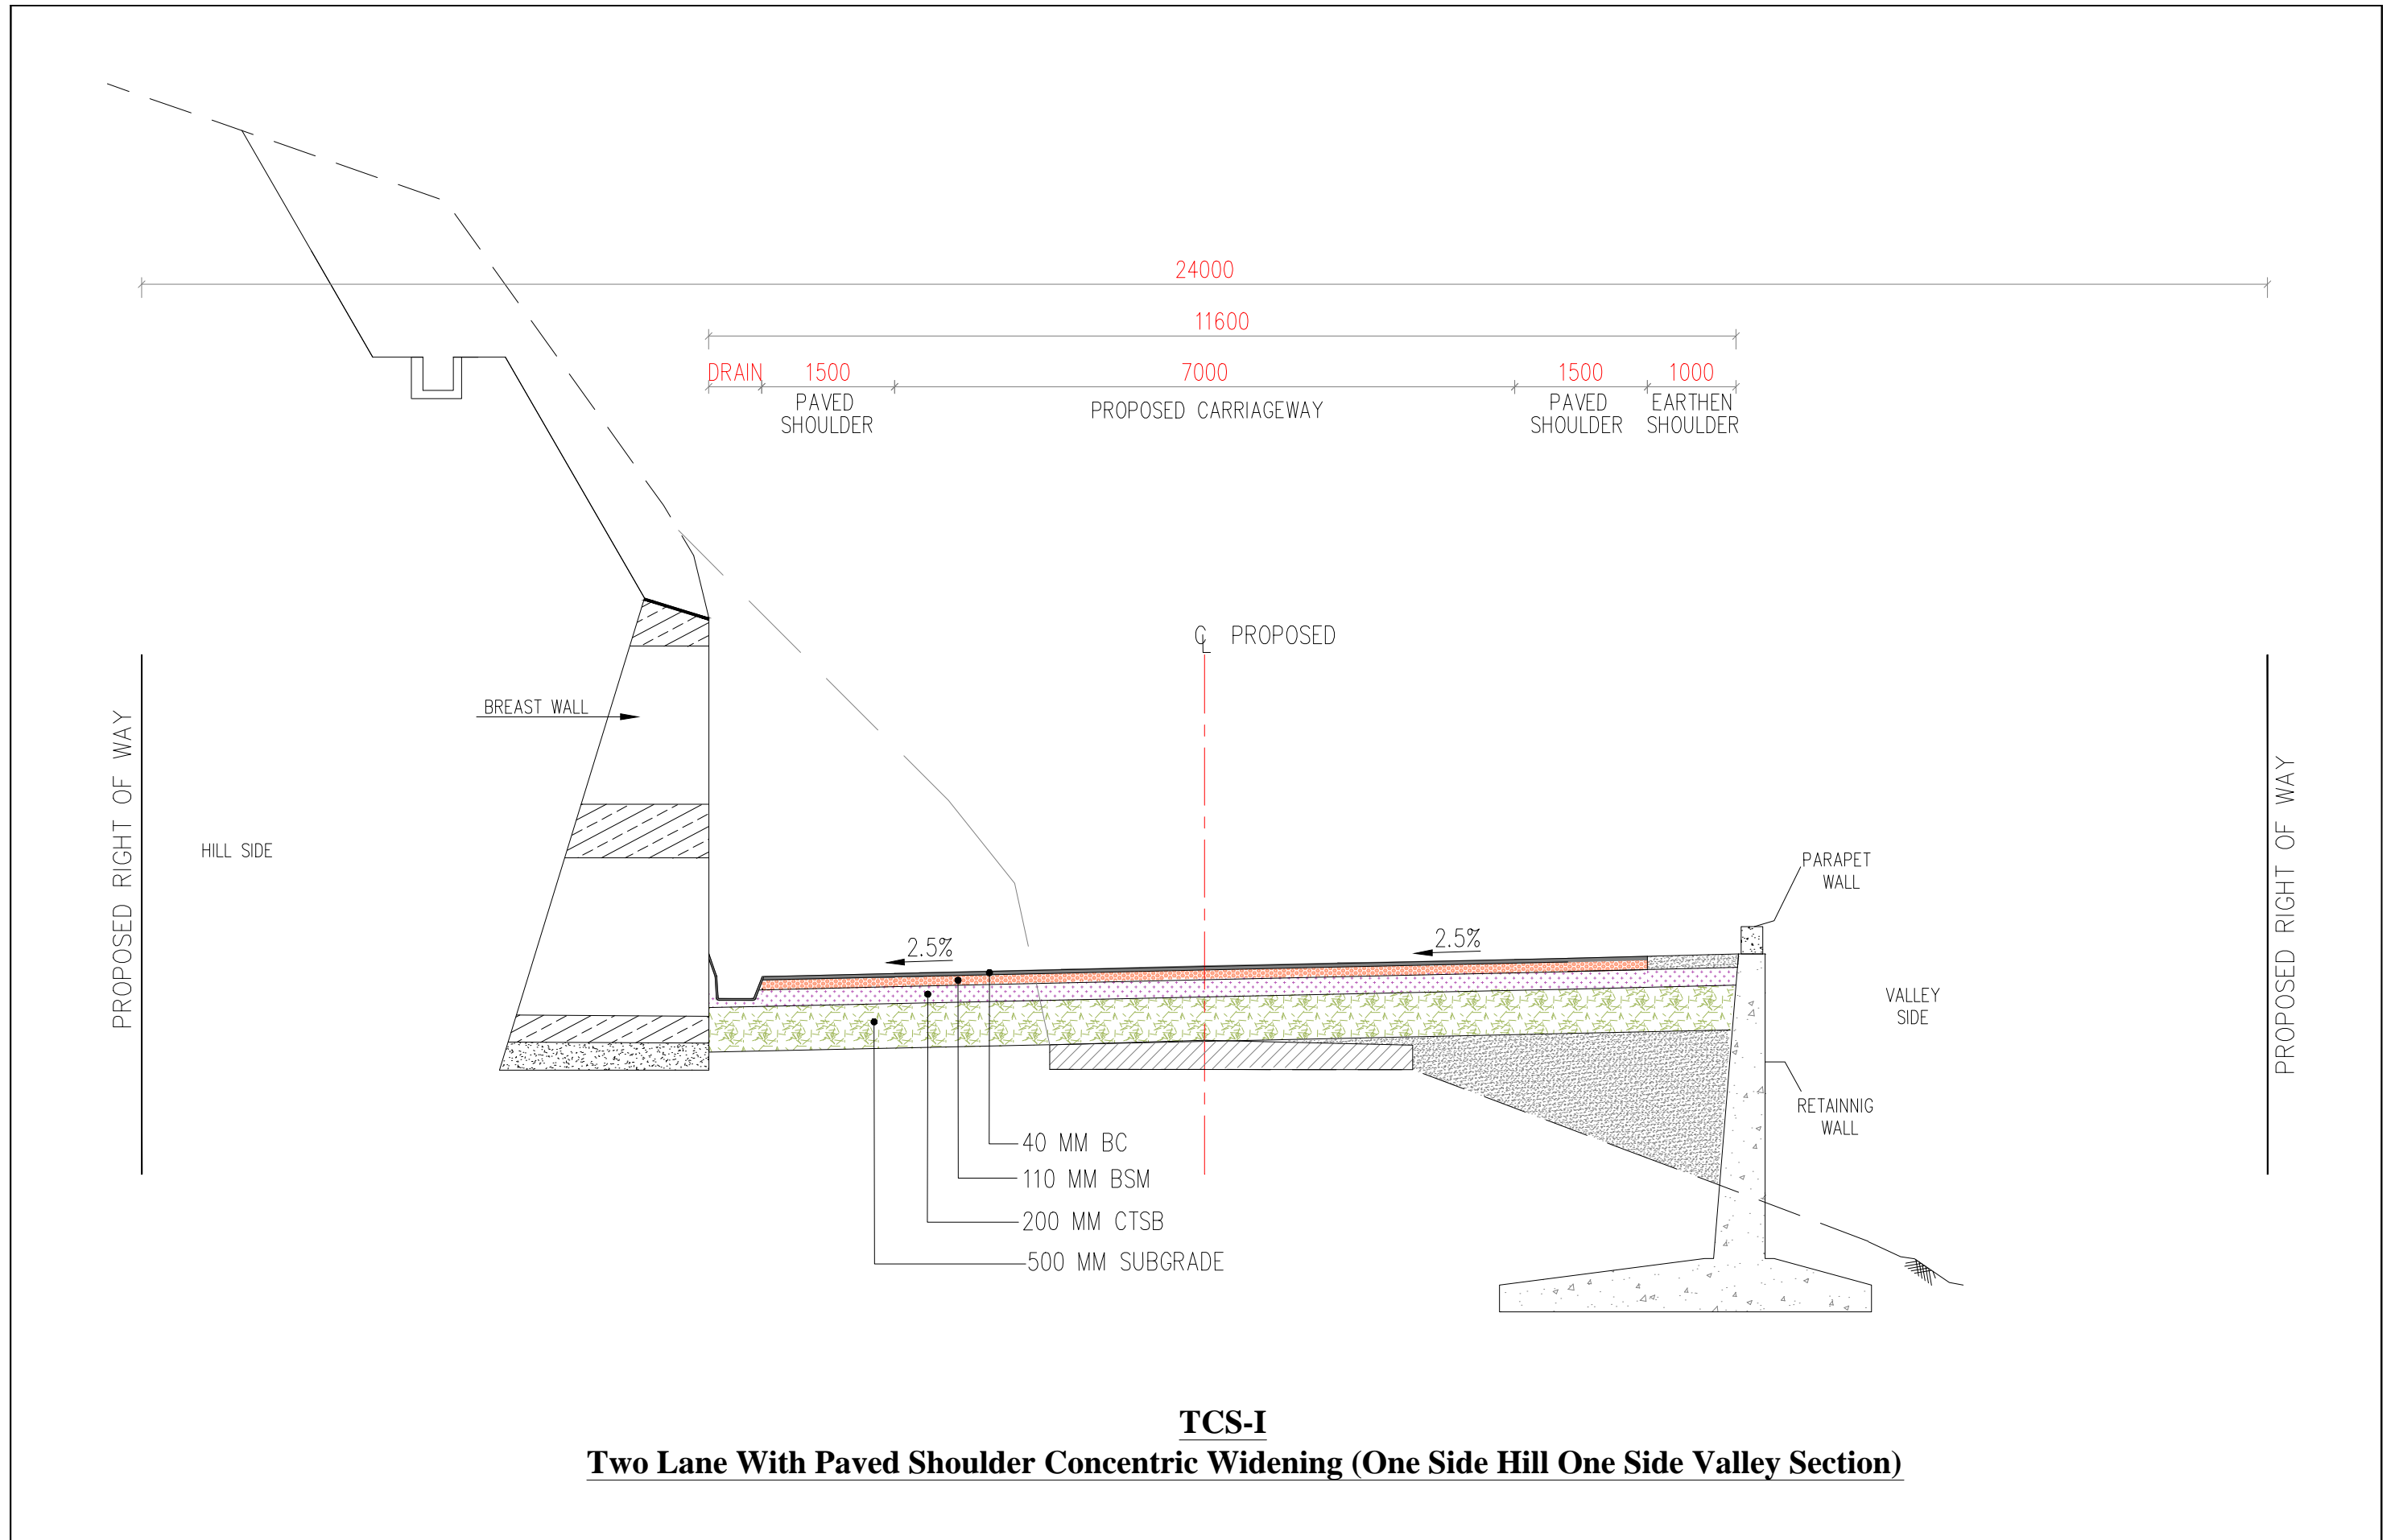 24000
11600
DRAIN 1500 7000 1500 1000
PAVED
SHOULDER
PROPOSED CARRIAGEWAY
PAVED
SHOULDER
EARTHEN
SHOULDER
℄ PROPOSED
BREAST WALL
PROPOSED RIGHT OF WAY
HILL SIDE
PARAPET
WALL
PROPOSED RIGHT OF WAY
2.5%
2.5%
VALLEY
SIDE
RETAINNIG
WALL
40 MM BC
110 MM BSM
200 MM CTSB
500 MM SUBGRADE
TCS-I
Two Lane With Paved Shoulder Concentric Widening (One Side Hill One Side Valley Section)